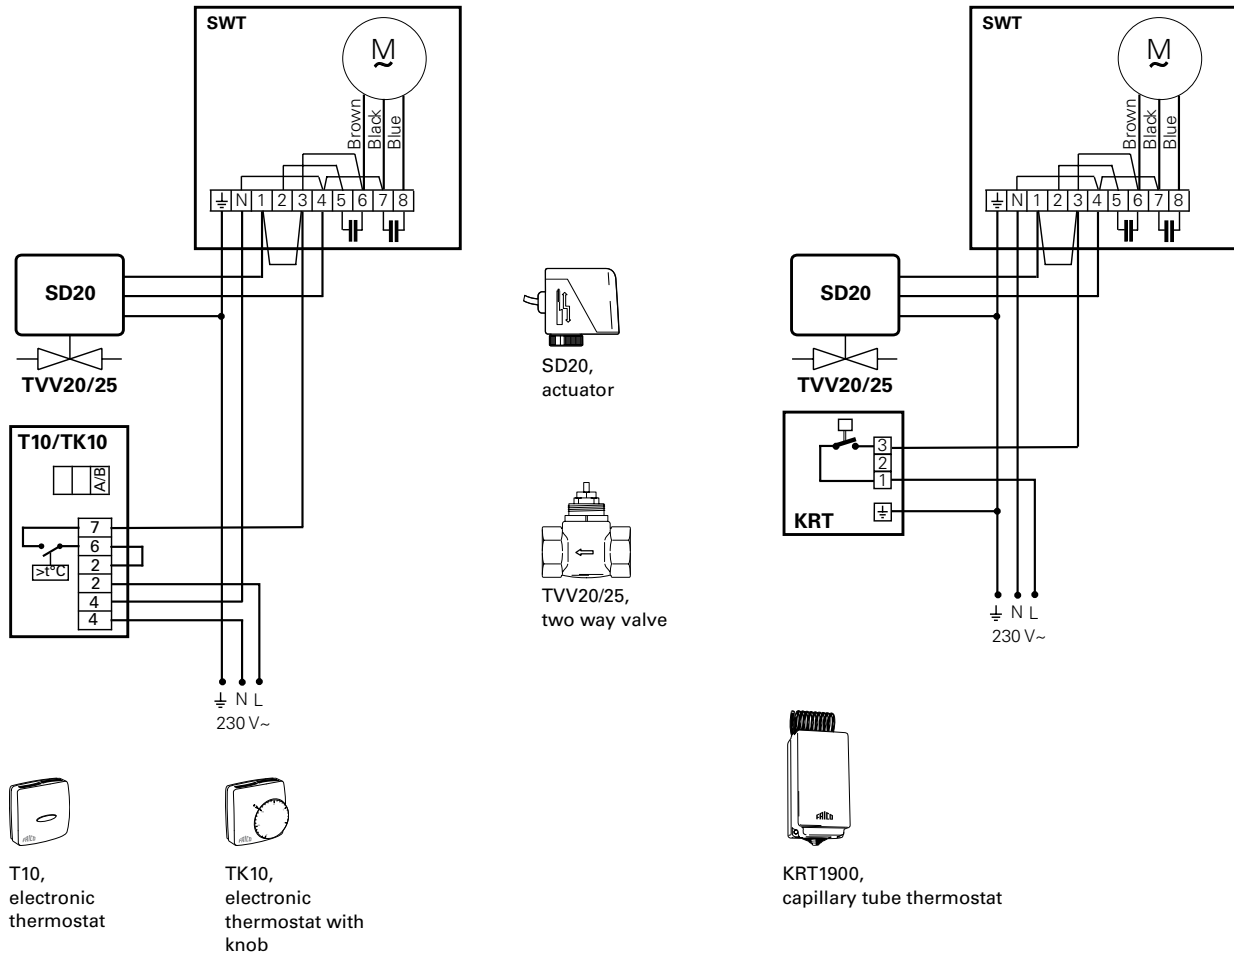 SWT
M
~
Brown
Black
Blue
N 1 2 3 4 5 6 7 8
SD20
TVV20/25
T10/TK10
A/B
7
6
>t°C
2
2
4
4
N L
230 V~
SD20,
actuator
TVV20/25,
two way valve
SWT
M
~
Brown
Black
Blue
N 1 2 3 4 5 6 7 8
SD20
TVV20/25
3
2
1
KRT
N L
230 V~
FRICO
T10,
electronic
thermostat
FRICO
TK10,
electronic
thermostat with
knob
FRICO
KRT1900,
capillary tube thermostat